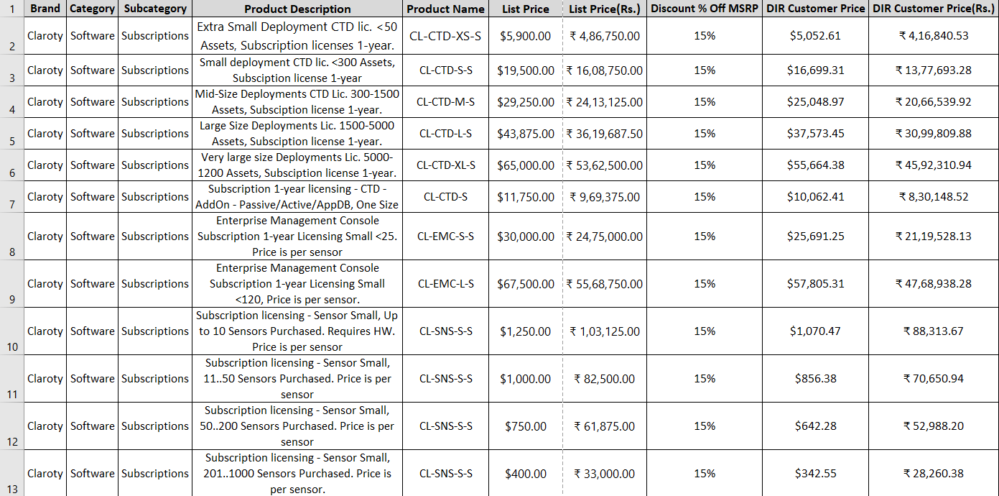 1 Brand Category Subcategory Product Description Product Name List Price List Price(Rs.) Discount % Off MSRP DIR Customer Price DIR Customer Price(Rs.)
Extra Small Deployment CTD lic. <50
2 Claroty Software Subscriptions Assets, Subscription licenses 1-year. CL-CTD-XS-S $5,900.00 ₹ 4,86,750.00 15% $5,052.61 ₹ 4,16,840.53
Small deployment CTD lic. <300 Assets,
3 Claroty Software Subscriptions Subsciption license 1-year CL-CTD-S-S $19,500.00 ₹ 16,08,750.00 15% $16,699.31 ₹ 13,77,693.28
Mid-Size Deployments CTD Lic. 300-1500
4 Claroty Software Subscriptions Assets, Subsciption license 1-year. CL-CTD-M-S $29,250.00 ₹ 24,13,125.00 15% $25,048.97 ₹ 20,66,539.92
Large Size Deployments Lic. 1500-5000
5 Claroty Software Subscriptions Assets, Subsciption license 1-year. CL-CTD-L-S $43,875.00 ₹ 36,19,687.50 15% $37,573.45 ₹ 30,99,809.88
Very large size Deployments Lic. 5000-
6 Claroty Software Subscriptions 1200 Assets, Subsciption license 1-year. CL-CTD-XL-S $65,000.00 ₹ 53,62,500.00 15% $55,664.38 ₹ 45,92,310.94
Subscription 1-year licensing - CTD -
7 Claroty Software Subscriptions AddOn - Passive/Active/AppDB, One Size CL-CTD-S $11,750.00 ₹ 9,69,375.00 15% $10,062.41 ₹ 8,30,148.52
Enterprise Management Console
Claroty Software Subscriptions Subscription 1-year Licensing Small <25. CL-EMC-S-S $30,000.00 ₹ 24,75,000.00 15% $25,691.25 ₹ 21,19,528.13
8 Price is per sensor
Enterprise Management Console
Claroty Software Subscriptions Subscription 1-year Licensing Small CL-EMC-L-S $67,500.00 ₹ 55,68,750.00 15% $57,805.31 ₹ 47,68,938.28
9 <120, Price is per sensor.
Subscription licensing - Sensor Small, Up
Claroty Software Subscriptions to 10 Sensors Purchased. Requires HW. CL-SNS-S-S $1,250.00 ₹ 1,03,125.00 15% $1,070.47 ₹ 88,313.67
10 Price is per sensor
Subscription licensing - Sensor Small,
Claroty Software Subscriptions 11..50 Sensors Purchased. Price is per CL-SNS-S-S $1,000.00 ₹ 82,500.00 15% $856.38 ₹ 70,650.94
11 sensor
Subscription licensing - Sensor Small,
Claroty Software Subscriptions 50..200 Sensors Purchased. Price is per CL-SNS-S-S $750.00 ₹ 61,875.00 15% $642.28 ₹ 52,988.20
12 sensor
Subscription licensing - Sensor Small,
Claroty Software Subscriptions 201..1000 Sensors Purchased. Price is CL-SNS-S-S $400.00 ₹ 33,000.00 15% $342.55 ₹ 28,260.38
13 per sensor.